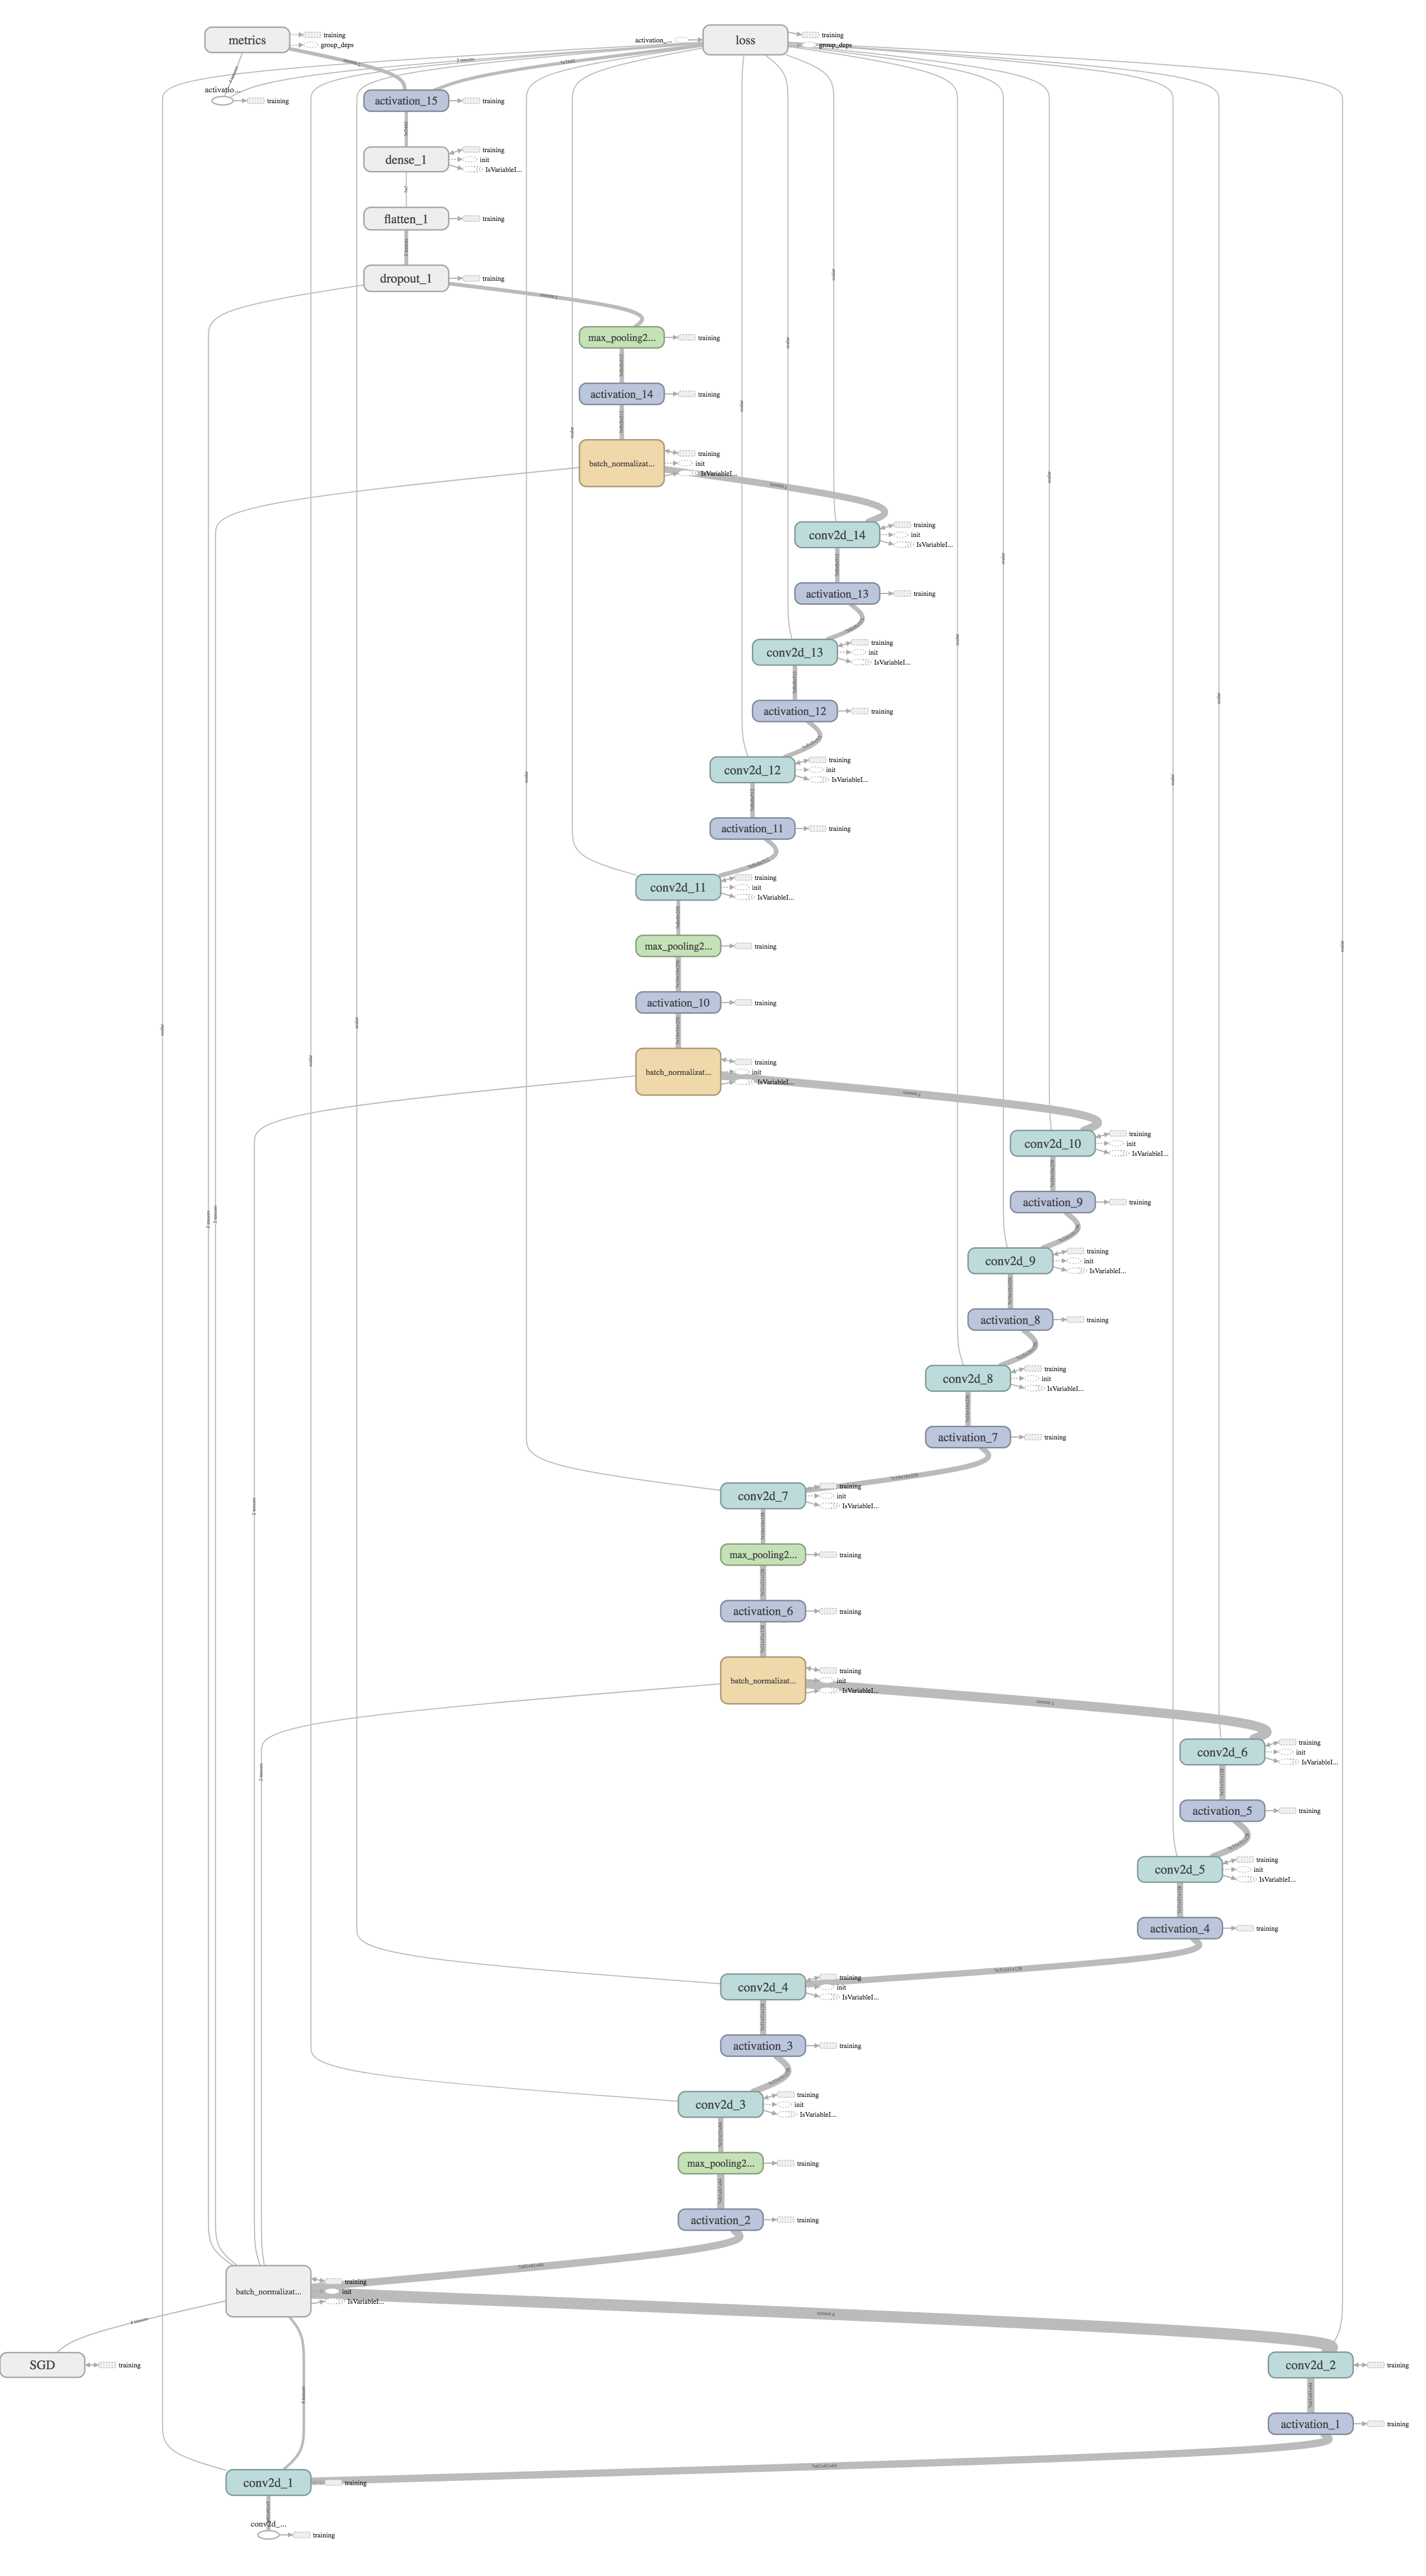 metrics
training
group_deps
activation_...
loss
training
group_deps
2 tensors
activatio...
training
activation_15
training
dense_1
training
init
IsVariableI...
flatten_1
training
dropout_1
training
max_pooling2...
training
activation_14
training
batch_normalizat...
training
init
IsVariableI...
conv2d_14
training
init
IsVariableI...
activation_13
training
conv2d_13
training
init
IsVariableI...
activation_12
training
conv2d_12
training
init
IsVariableI...
activation_11
training
conv2d_11
training
init
IsVariableI...
max_pooling2...
training
activation_10
training
batch_normalizat...
training
init
IsVariableI...
conv2d_10
training
init
IsVariableI...
activation_9
training
conv2d_9
training
init
IsVariableI...
activation_8
training
conv2d_8
training
init
IsVariableI...
activation_7
training
conv2d_7
training
init
IsVariableI...
max_pooling2...
training
activation_6
training
batch_normalizat...
training
init
IsVariableI...
conv2d_6
training
init
IsVariableI...
activation_5
training
conv2d_5
training
init
IsVariableI...
activation_4
training
conv2d_4
training
init
IsVariableI...
activation_3
training
conv2d_3
training
init
IsVariableI...
max_pooling2...
training
activation_2
training
batch_normalizat...
training
init
IsVariableI...
SGD
training
conv2d_2
training
activation_1
training
conv2d_1
training
conv2d_...
training